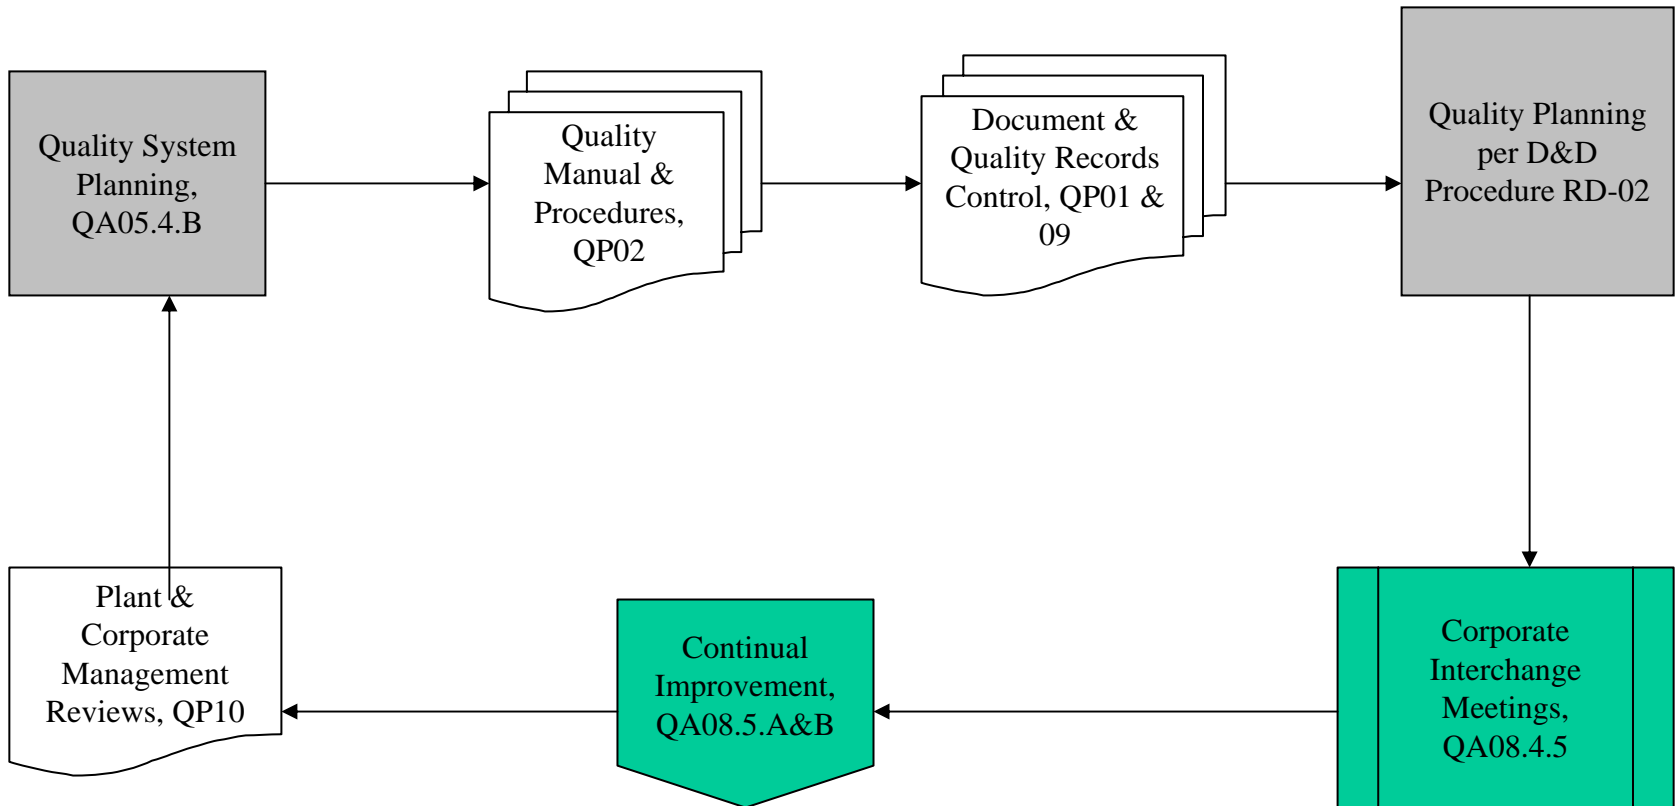 Quality System
Planning,
QA05.4.B
Quality
Manual &
Procedures,
QP02
Document &
Quality Records
Control, QP01 &
09
Quality Planning
per D&D
Procedure RD-02
Plant &
Corporate
Management
Reviews, QP10
Continual
Improvement,
QA08.5.A&B
Corporate
Interchange
Meetings,
QA08.4.5